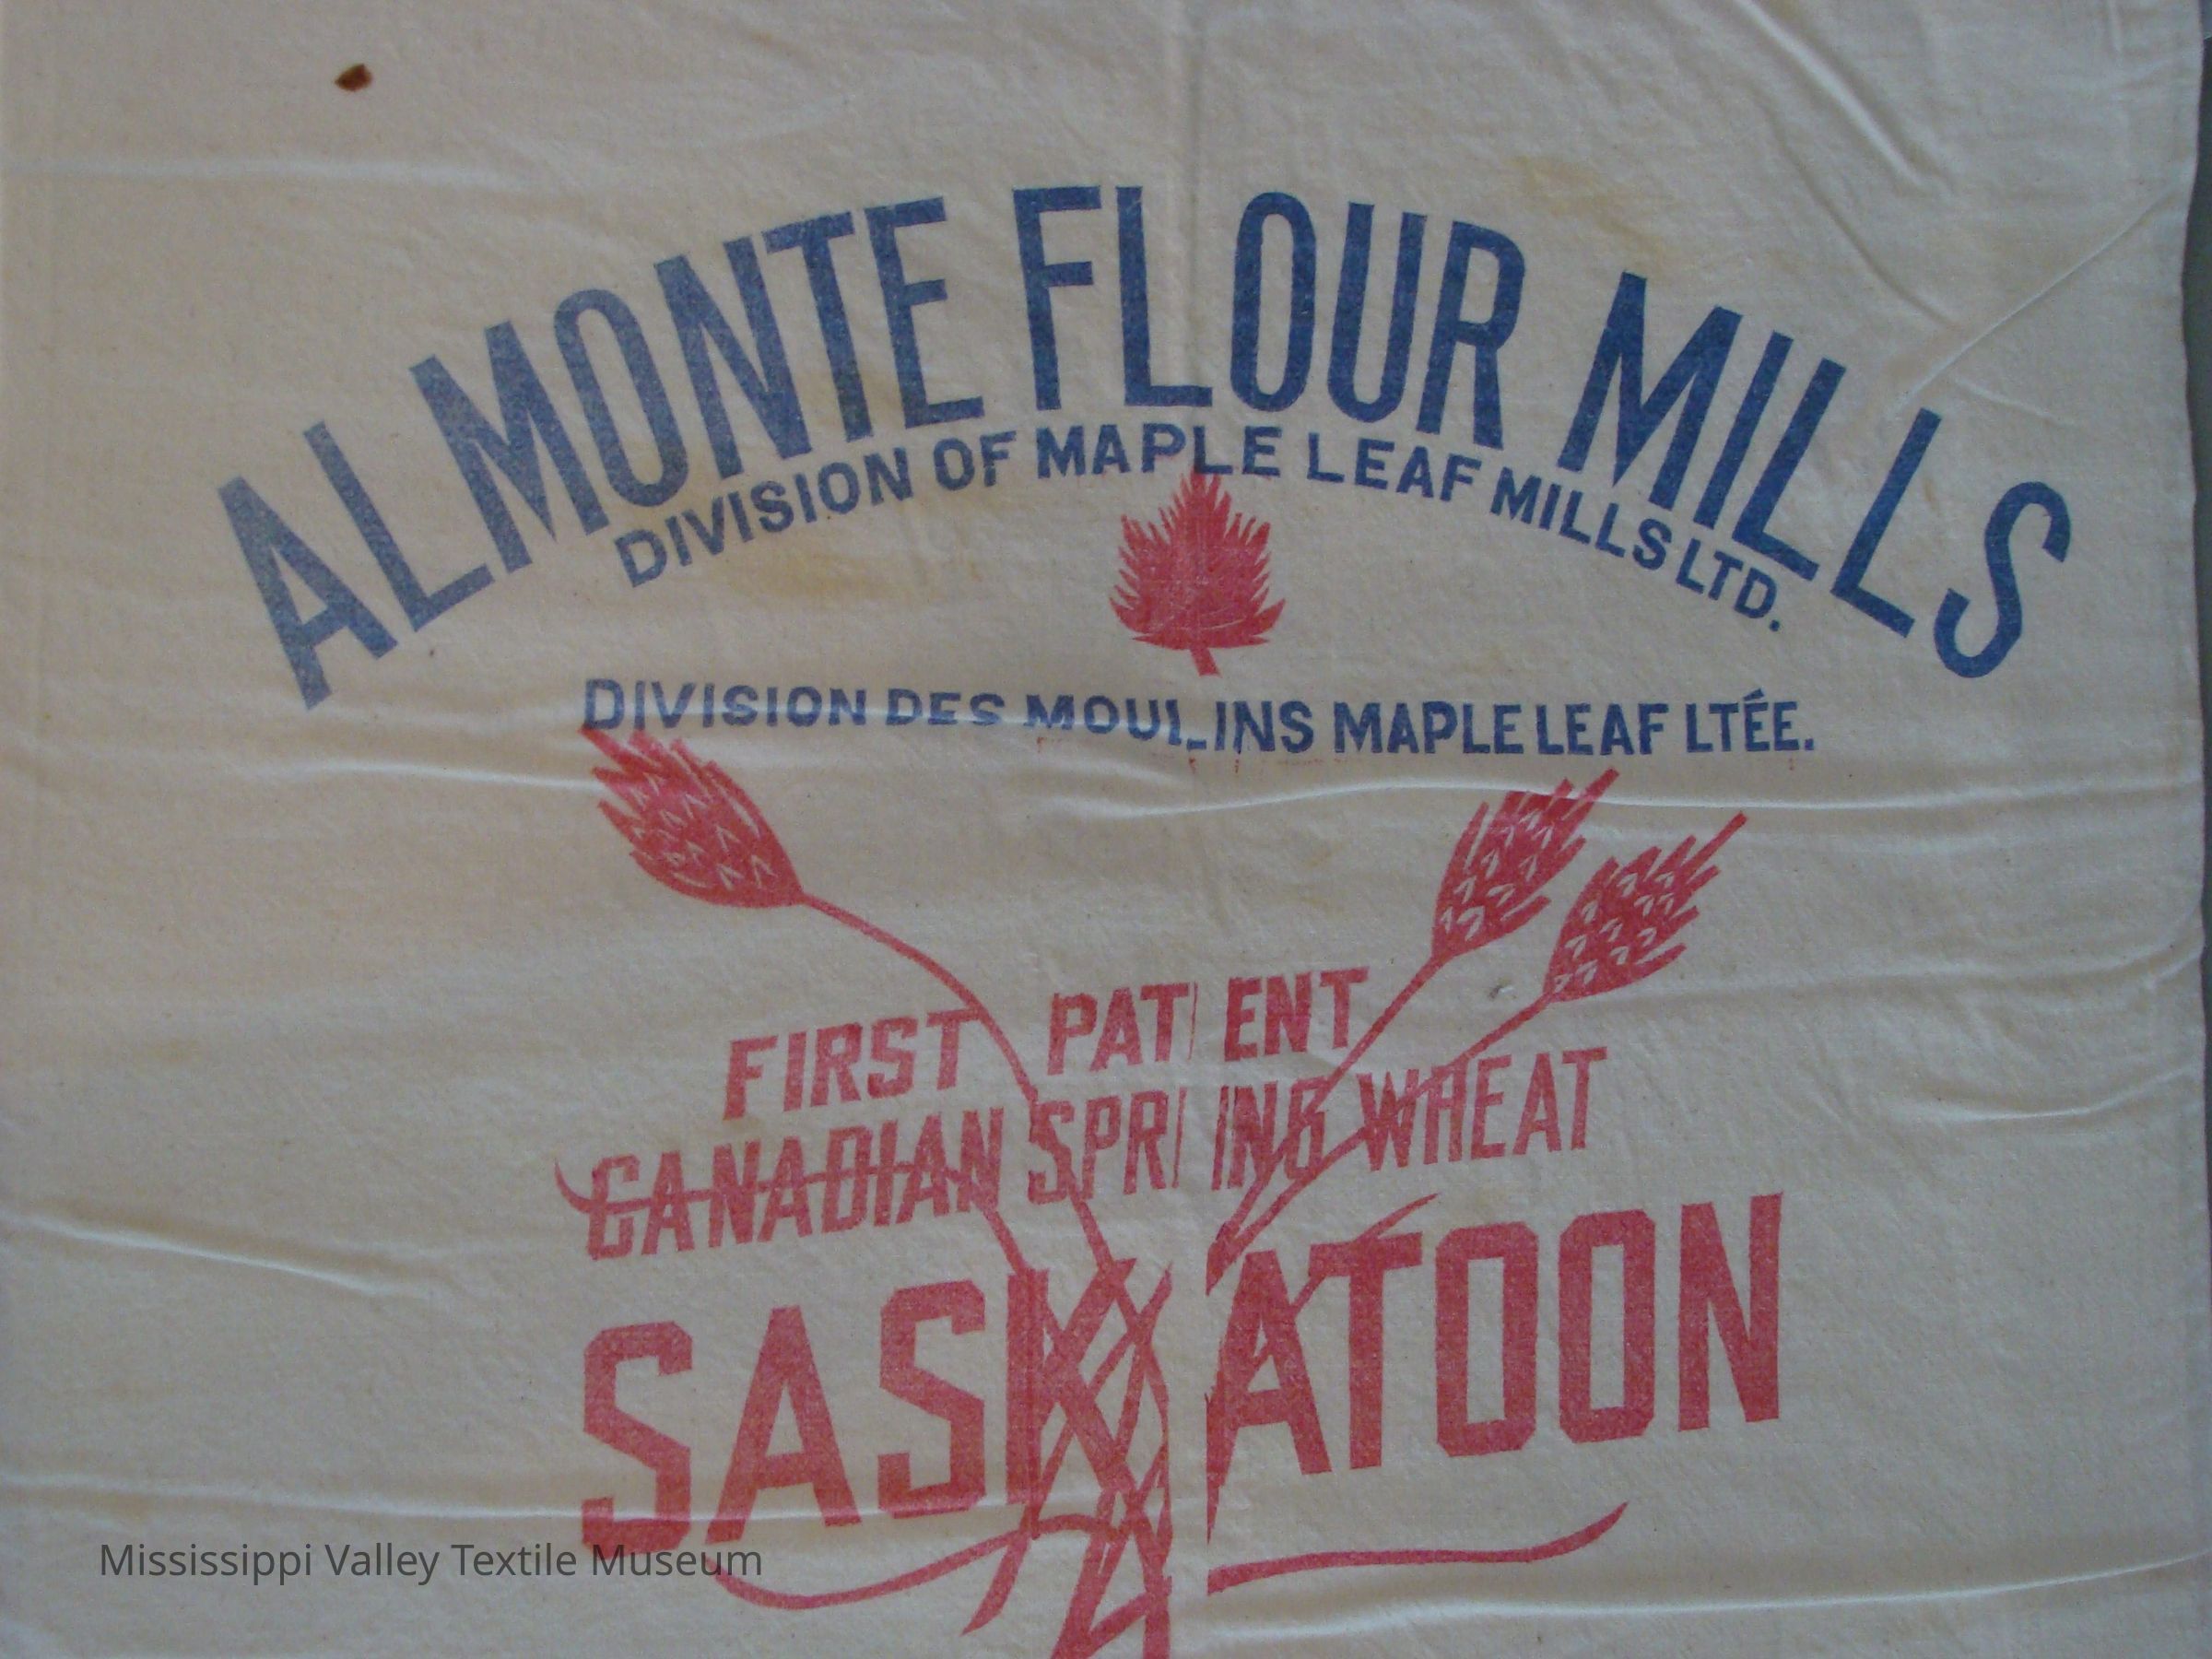 ALMONTE FLOUR MILLS
DIVISION OF MAPLE LEAF MILLS LTD.
DIVISION DES MOULINS MAPLE LEAF LTÉE.
FIRST PATENT
CANADIAN SPRING WHEAT
SASKATOON
Mississippi Valley Textile Museum